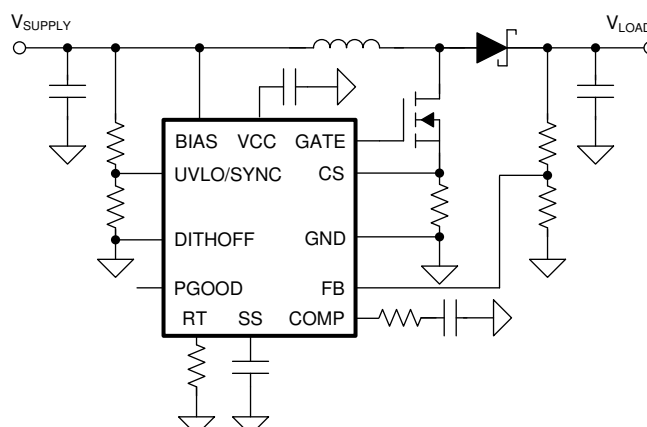 VSUPPLY
VLOAD
BIAS VCC GATE
UVLO/SYNC CS
DITHOFF GND
PGOOD FB
RT SS COMP